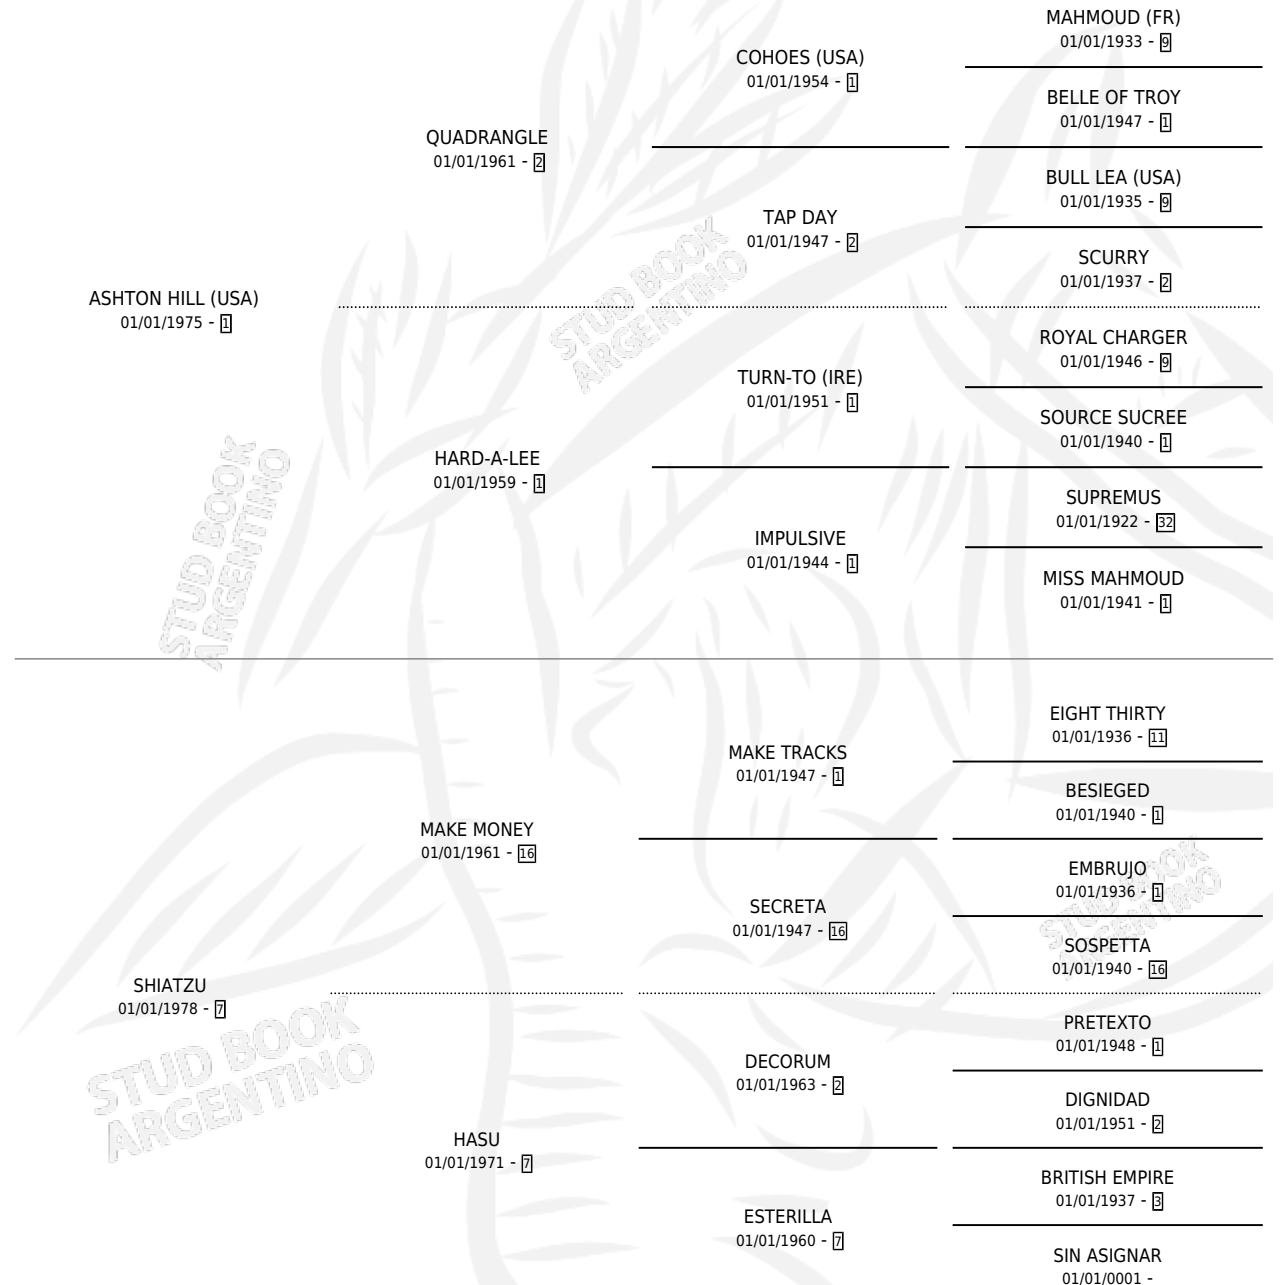 MAHMOUD (FR)
01/01/1933 - 9
COHOES (USA)
01/01/1954 - 1
BELLE OF TROY
01/01/1947 - 1
QUADRANGLE
01/01/1961 - 2
BULL LEA (USA)
01/01/1935 - 9
TAP DAY
01/01/1947 - 2
SCURRY
01/01/1937 - 2
ASHTON HILL (USA)
01/01/1975 - 1
ROYAL CHARGER
01/01/1946 - 9
TURN-TO (IRE)
01/01/1951 - 1
SOURCE SUCREE
01/01/1940 - 1
HARD-A-LEE
01/01/1959 - 1
SUPREMUS
01/01/1922 - 32
IMPULSIVE
01/01/1944 - 1
MISS MAHMOUD
01/01/1941 - 1
EIGHT THIRTY
01/01/1936 - 11
MAKE TRACKS
01/01/1947 - 1
BESIEGED
01/01/1940 - 1
MAKE MONEY
01/01/1961 - 16
EMBRUJO
01/01/1936 - 1
SECRETA
01/01/1947 - 16
SOSPETTA
01/01/1940 - 16
SHIATZU
01/01/1978 - 7
PRETEXTO
01/01/1948 - 1
DECORUM
01/01/1963 - 2
DIGNIDAD
01/01/1951 - 2
HASU
01/01/1971 - 7
BRITISH EMPIRE
01/01/1937 - 3
ESTERILLA
01/01/1960 - 7
SIN ASIGNAR
01/01/0001 -
STUD BOOK
ARGENTINO
STUD BOOK
ARGENTINO
STUD BOOK
ARGENTINO
STUD BOOK
ARGENTINO